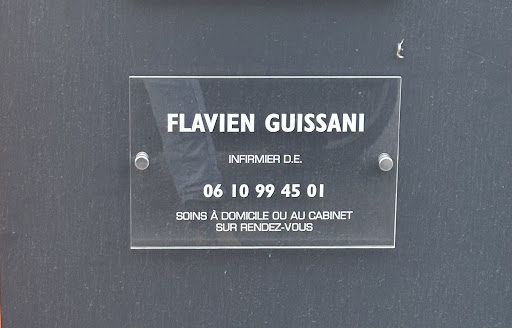 FLAVIEN GUISSANI
INFIRMIER D.E.
06 10 99 45 01
SOINS À DOMICILE OU AU CABINET
SUR RENDEZ-VOUS